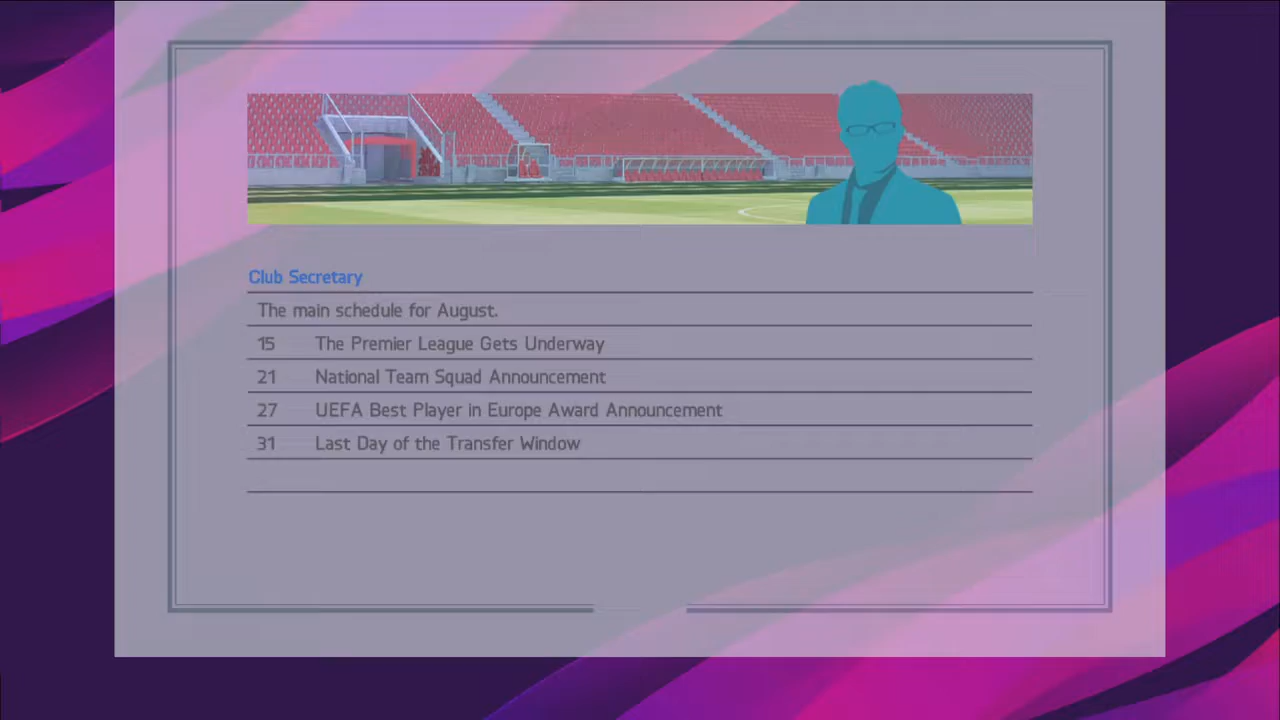 Club Secretary
The main schedule for August.
15 The Premier League Gets Underway
21 National Team Squad Announcement
27 UEFA Best Player in Europe Award Announcement
31 Last Day of the Transfer Window